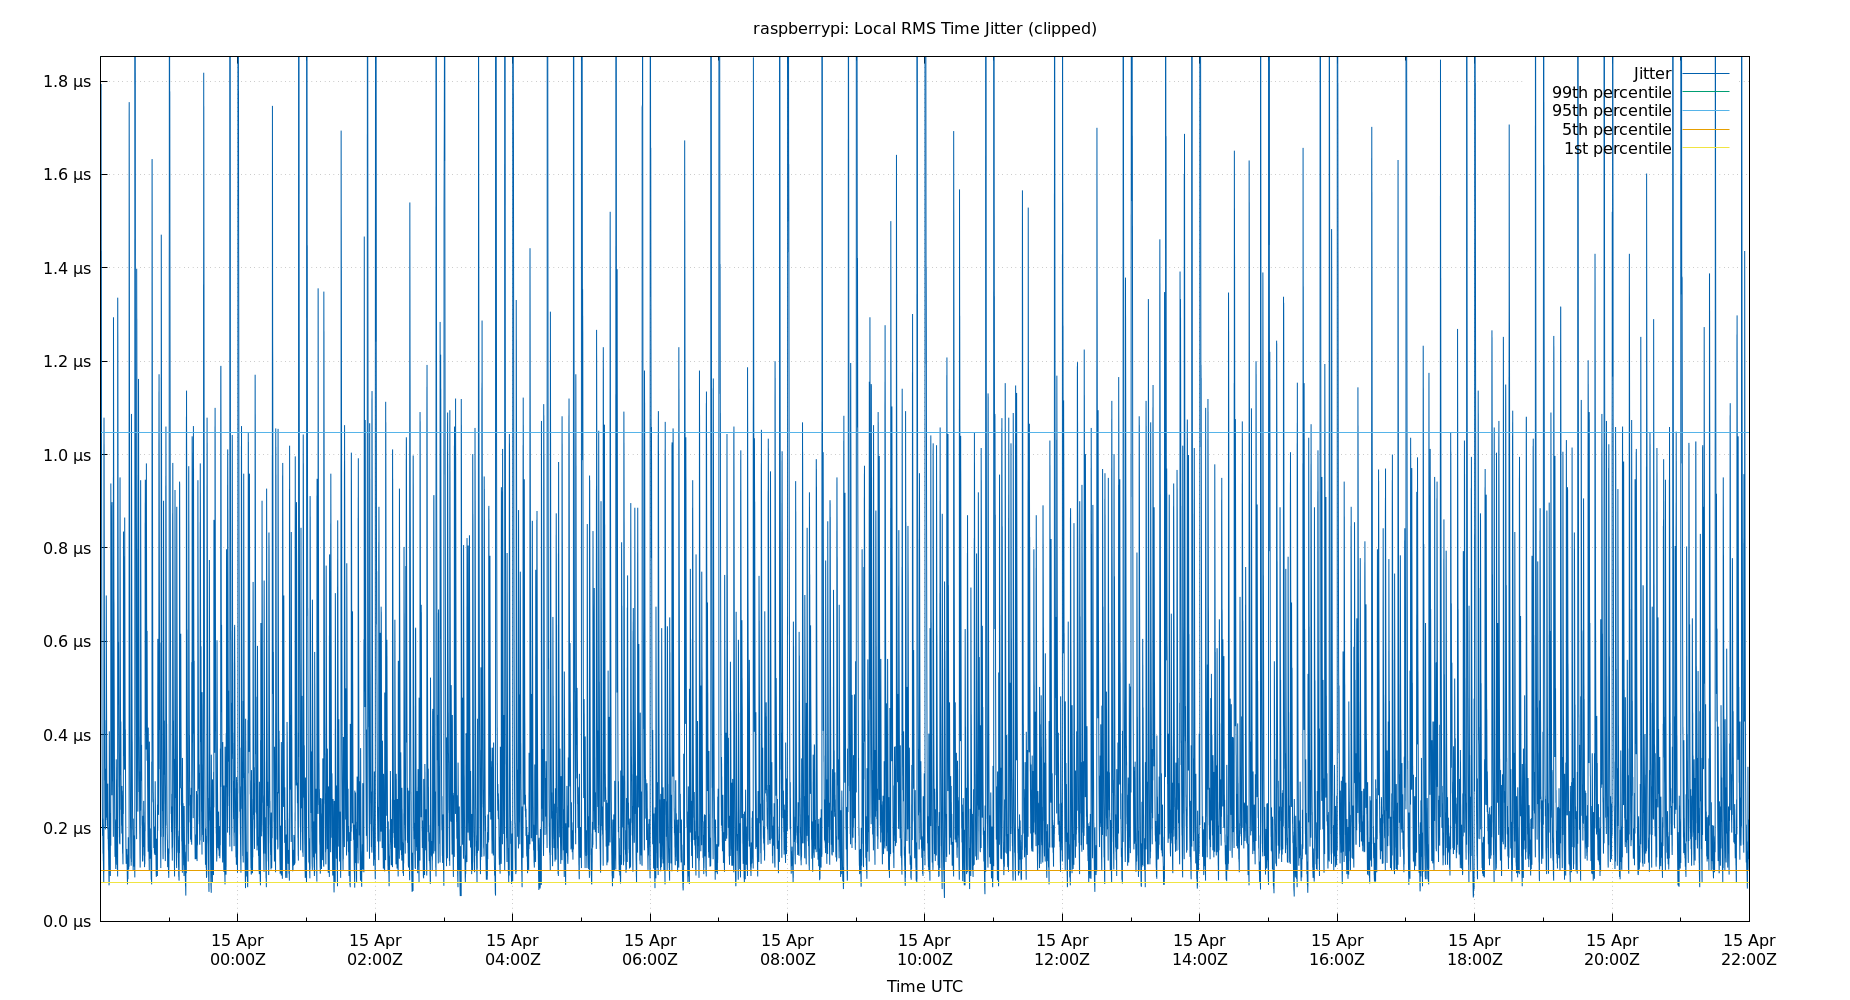 raspberrypi: Local RMS Time Jitter (clipped)
1.8 µs
1.6 µs
1.4 µs
1.2 µs
1.0 µs
0.8 µs
0.6 µs
0.4 µs
0.2 µs
0.0 µs
Jitter
99th percentile
95th percentile
5th percentile
1st percentile
15 Apr 15 Apr 15 Apr 15 Apr 15 Apr 15 Apr 15 Apr 15 Apr 15 Apr 15 Apr 15 Apr 15 Apr
00:00Z 02:00Z 04:00Z 06:00Z 08:00Z 10:00Z 12:00Z 14:00Z 16:00Z 18:00Z 20:00Z 22:00Z
Time UTC